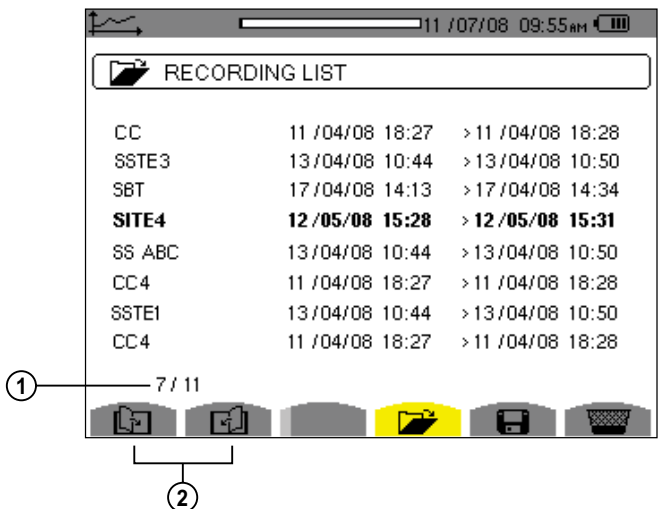 11 /07/08 09:55AM
RECORDING LIST
CC 11 /04/08 18:27 >11 /04/08 18:28
SSTE3 13/04/08 10:44 >13/04/08 10:50
SBT 17/04/08 14:13 >17/04/08 14:34
SITE4 12/05/08 15:28 >12/05/08 15:31
SS ABC 13/04/08 10:44 >13/04/08 10:50
CC4 11 /04/08 18:27 >11 /04/08 18:28
SSTE1 13/04/08 10:44 >13/04/08 10:50
CC4 11 /04/08 18:27 >11 /04/08 18:28
1
7/ 11
2